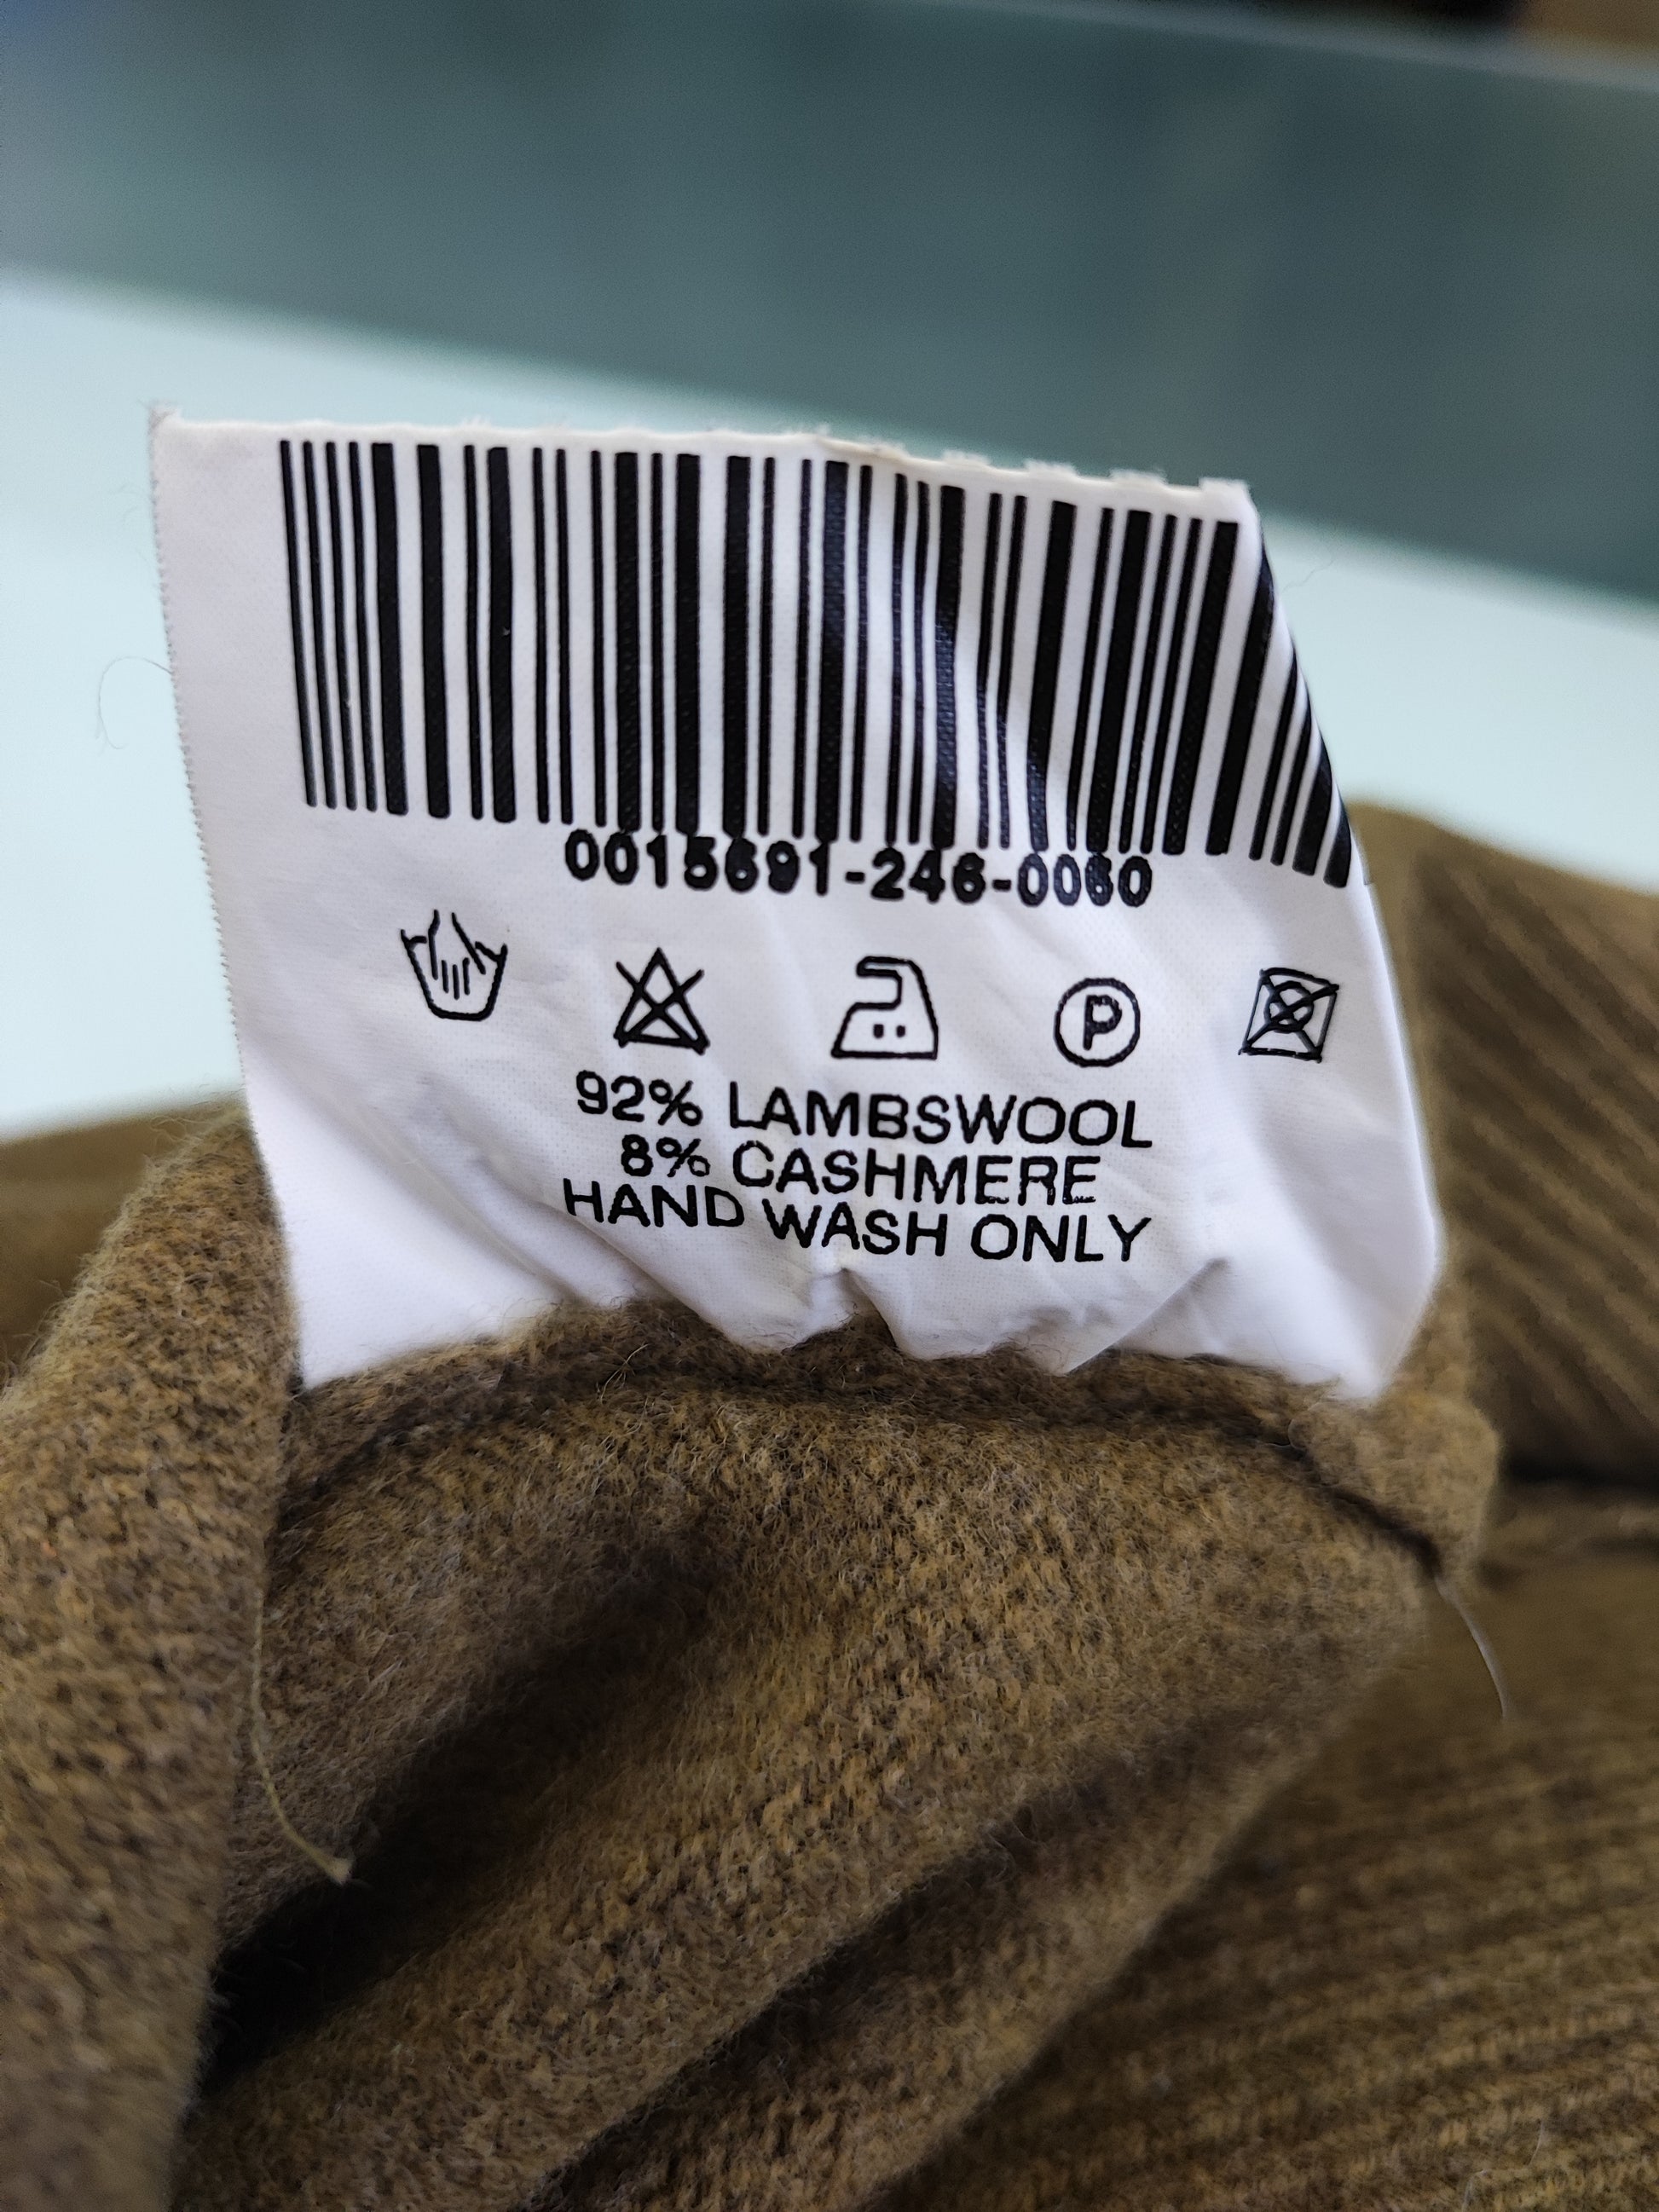 0015691-246-0060
P
92% LAMBSWOOL
8% CASHMERE
HAND WASH ONLY